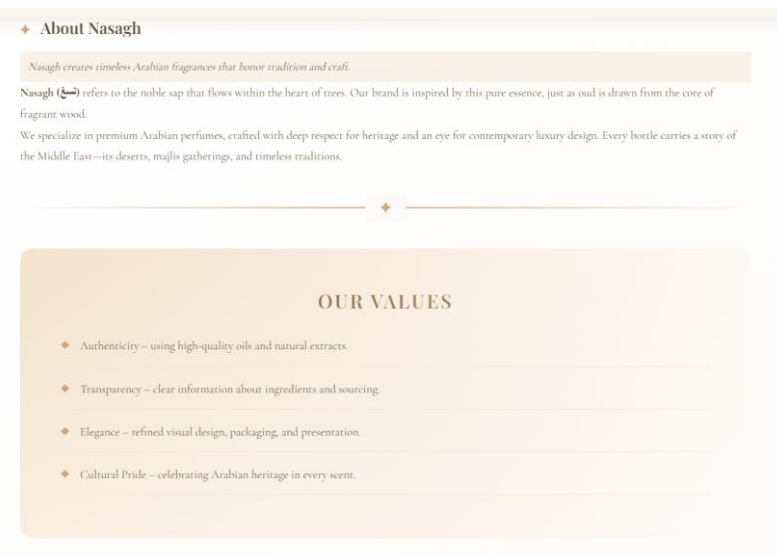 About Nasagh
Nasagh creates timeless Arabian fragrances that honor tradition and craft.
Nasagh (نسغ) refers to the noble sap that flows within the heart of trees. Our brand is inspired by this pure essence, just as oud is drawn from the core of
fragrant wood.
We specialize in premium Arabian perfumes, crafted with deep respect for heritage and an eye for contemporary luxury design. Every bottle carries a story of
the Middle East—its deserts, majlis gatherings, and timeless traditions.
OUR VALUES
Authenticity – using high-quality oils and natural extracts.
Transparency – clear information about ingredients and sourcing.
Elegance – refined visual design, packaging, and presentation.
Cultural Pride – celebrating Arabian heritage in every scent.